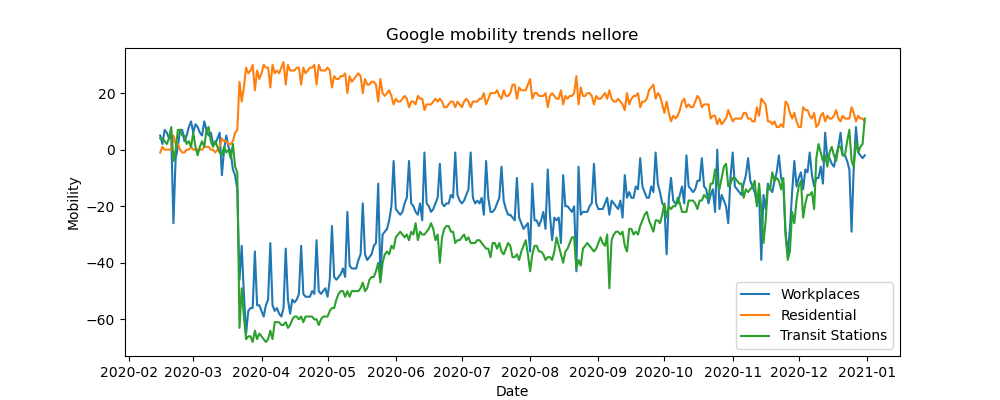 Google mobility trends nellore
Mobility
20
0
−20
−40
−60
2020-02 2020-03 2020-04 2020-05 2020-06 2020-07 2020-08 2020-09 2020-10 2020-11 2020-12 2021-01
Date
Workplaces
Residential
Transit Stations